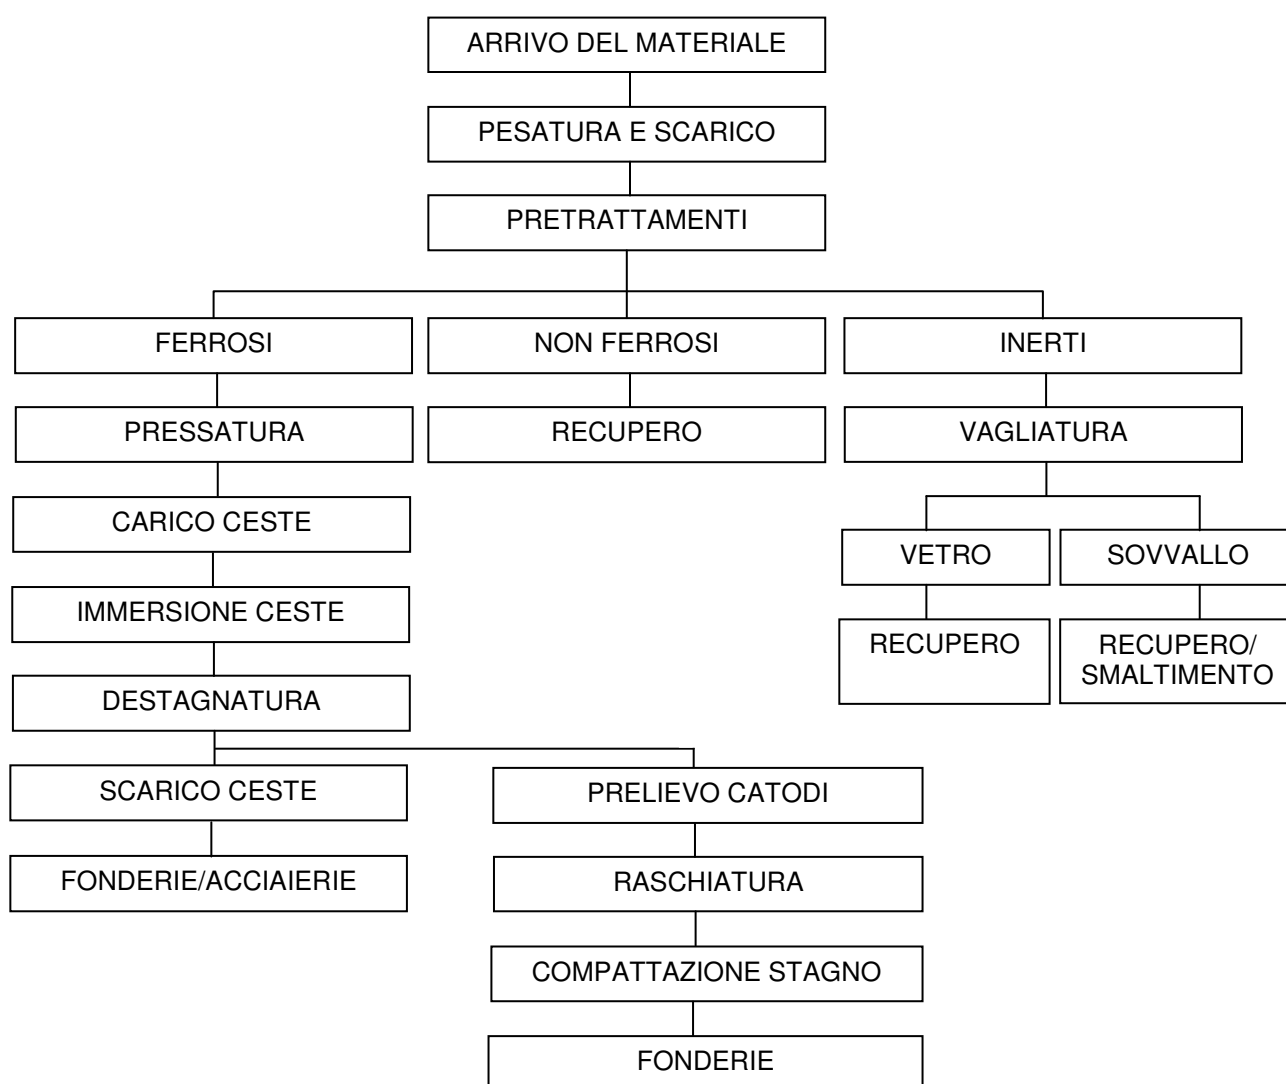 ARRIVO DEL MATERIALE
PESATURA E SCARICO
PRETRATTAMENTI
FERROSI
NON FERROSI
INERTI
PRESSATURA
RECUPERO
VAGLIATURA
CARICO CESTE
VETRO
SOVVALLO
IMMERSIONE CESTE
RECUPERO
RECUPERO/
SMALTIMENTO
DESTAGNATURA
SCARICO CESTE
PRELIEVO CATODI
FONDERIE/ACCIAIERIE
RASCHIATURA
COMPATTAZIONE STAGNO
FONDERIE